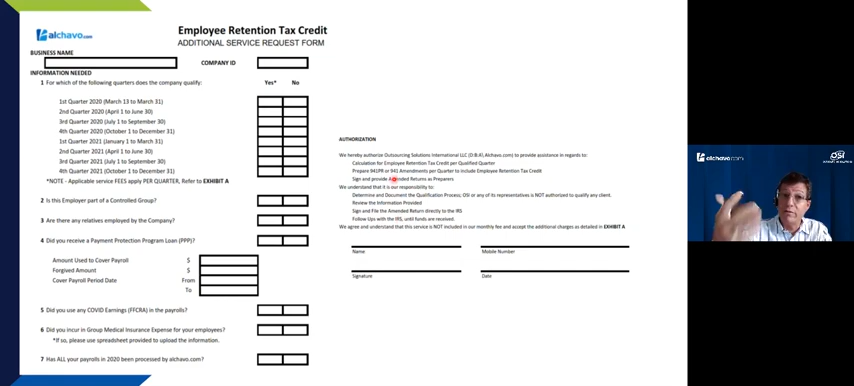 alchavo.com
Employee Retention Tax Credit
ADDITIONAL SERVICE REQUEST FORM
BUSINESS NAME
COMPANY ID
INFORMATION NEEDED
1 For which of the following quarters does the company qualify: Yes* No
1st Quarter 2020 (March 13 to March 31)
2nd Quarter 2020 (April 1 to June 30)
3rd Quarter 2020 (July 1 to September 30)
4th Quarter 2020 (October 1 to December 31)
1st Quarter 2021 (January 1 to March 31)
2nd Quarter 2021 (April 1 to June 30)
3rd Quarter 2021 (July 1 to September 30)
4th Quarter 2021 (October 1 to December 31)
*NOTE - Applicable service FEES apply PER QUARTER, Refer to EXHIBIT A
2 Is this Employer part of a Controlled Group?
3 Are there any relatives employed by the Company?
4 Did you receive a Payment Protection Program Loan (PPP)?
Amount Used to Cover Payroll $
Forgived Amount $
Cover Payroll Period Date From
To
5 Did you use any COVID Earnings (FFCRA) in the payrolls?
6 Did you incur in Group Medical Insurance Expense for your employees?
*If so, please use spreadsheet provided to upload the information.
7 Has ALL your payrolls in 2020 been processed by alchavo.com?
AUTHORIZATION
We hereby authorize Outsourcing Solutions International LLC (D.B.A) Alchavo.com) to provide assistance in regards to:
Calculation for Employee Retention Tax Credit per Qualified Quarter
Prepare 941PR or 941 Amendments per Quarter to include Employee Retention Tax Credit
Sign and provide Amended Returns as Preparers
We understand that it is our responsibility to:
Determine and Document the Qualification Process; OSI or any of its representatives is NOT authorized to qualify any client.
Review the Information Provided
Sign and File the Amended Return directly to the IRS
Follow Ups with the IRS, until funds are received.
We agree and understand that this service is NOT INCLUDED in our monthly fee and accept the additional charges as detailed in EXHIBIT A
Name
Mobile Number
Signature
Date
alchavo.com
OSI